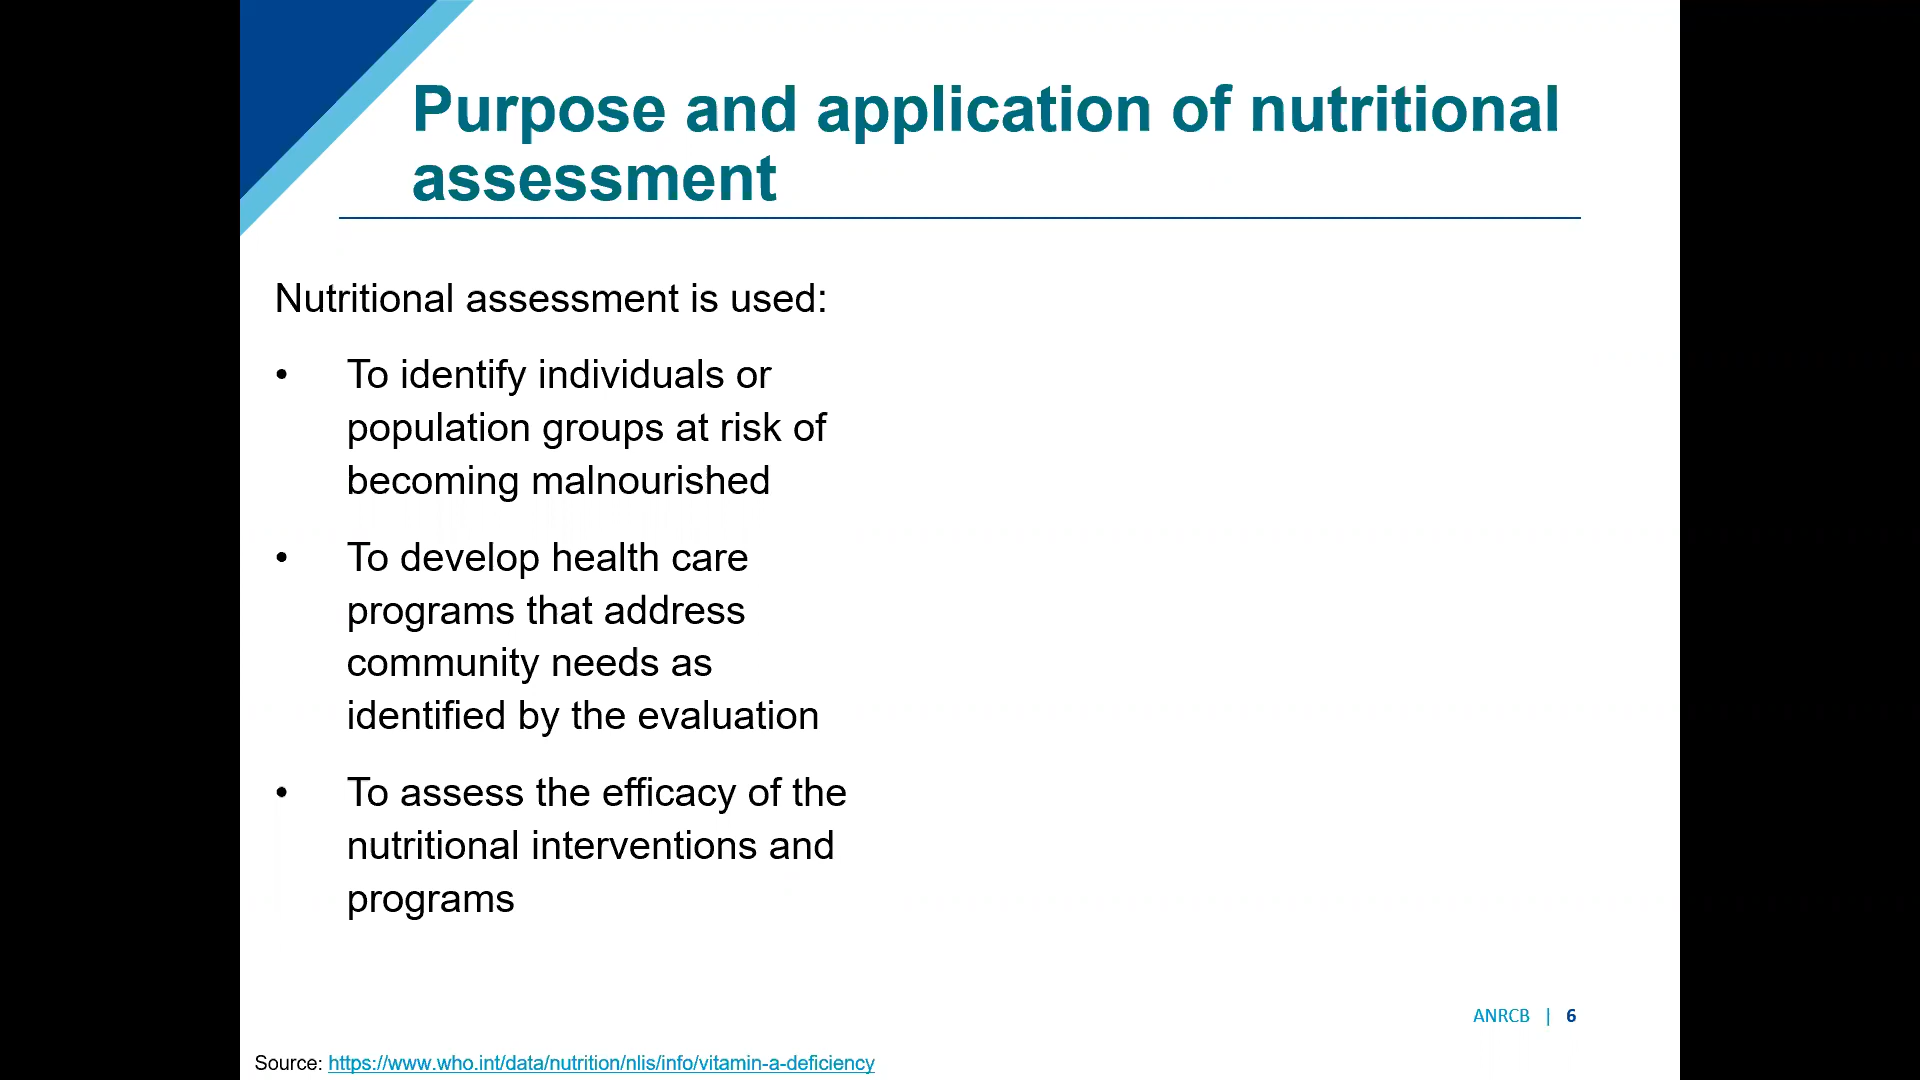 Purpose and application of nutritional
assessment
Nutritional assessment is used:
• To identify individuals or
population groups at risk of
becoming malnourished
• To develop health care
programs that address
community needs as
identified by the evaluation
• To assess the efficacy of the
nutritional interventions and
programs
ANRCB | 6
Source: https://www.who.int/data/nutrition/nlis/info/vitamin-a-deficiency